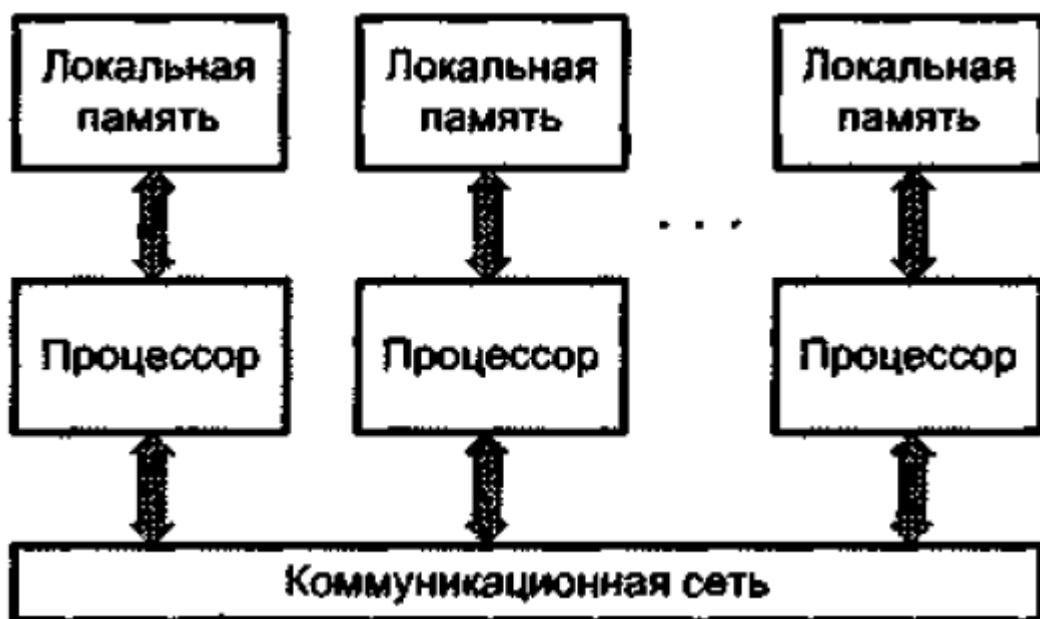 Локальная
память
Локальная
память
Локальная
память
. . .
Процессор
Процессор
Процессор
Коммуникационная сеть